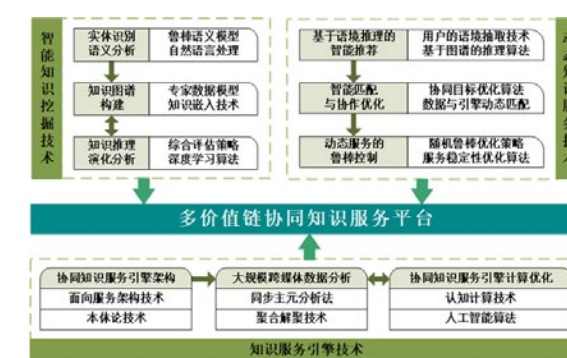 智能知识挖掘技术
实体识别
语义分析
鲁棒语义模型
自然语言处理
知识图谱
构建
专家数据模型
知识嵌入技术
知识推理
演化分析
综合评估策略
深度学习算法
基于语境推理的
智能推荐
用户的语境抽取技术
基于图谱的推理算法
智能匹配
与协作优化
协同目标优化算法
数据与引擎动态匹配
动态服务的
鲁棒控制
随机鲁棒优化策略
服务稳定性优化算法
多价值链协同知识服务平台
协同知识服务引擎架构
面向服务架构技术
本体论技术
大规模跨媒体数据分析
同步主元分析法
聚合解聚技术
协同知识服务引擎计算优化
认知计算技术
人工智能算法
知识服务引擎技术